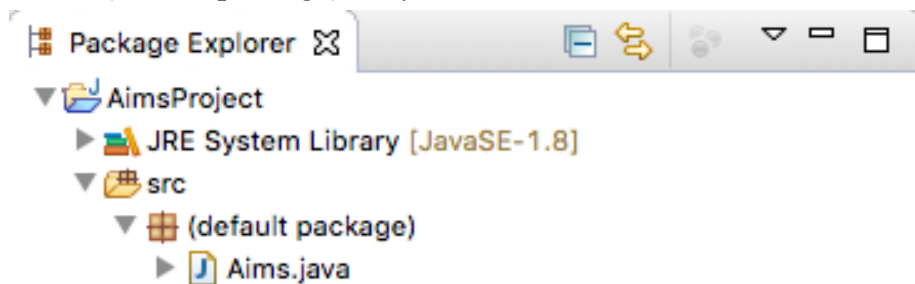 Package Explorer
AimsProject
JRE System Library [JavaSE-1.8]
src
(default package)
Aims.java